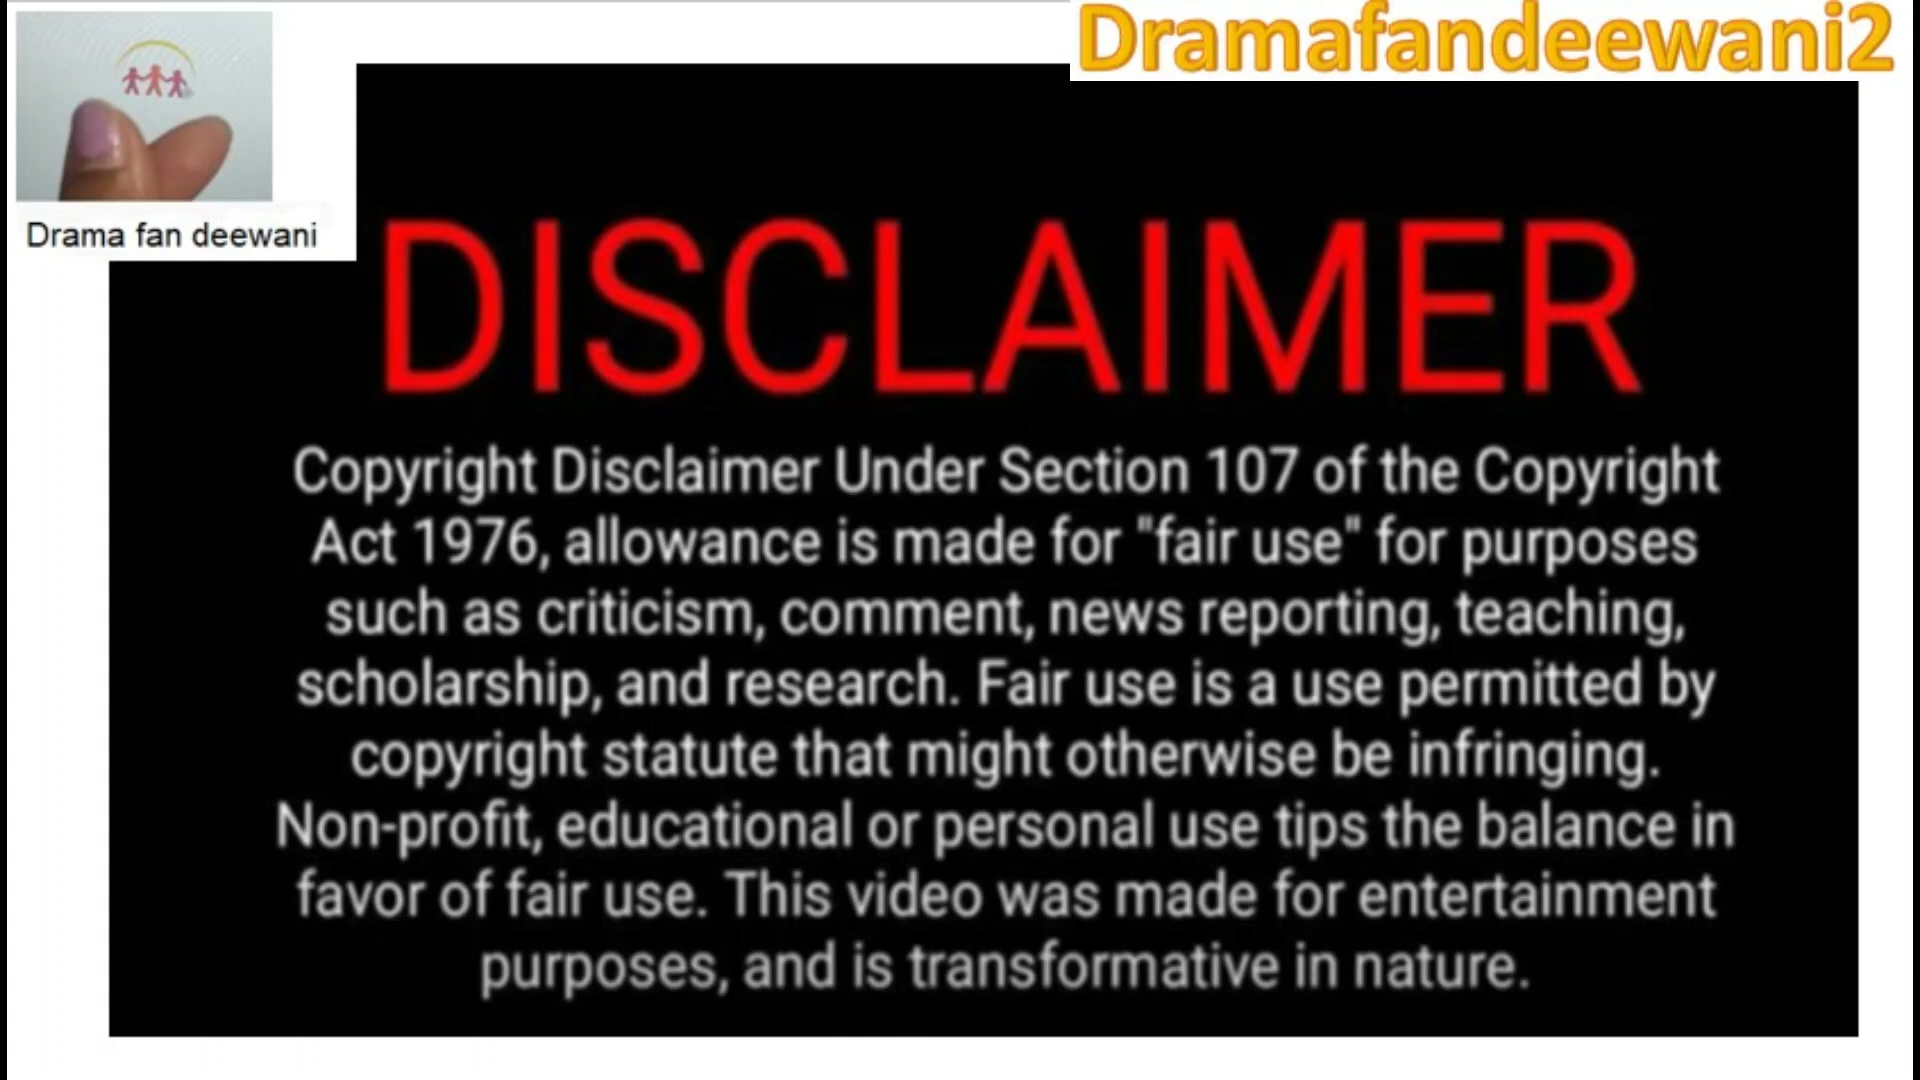 Dramafandeewani2
Drama fan deewani
DISCLAIMER
Copyright Disclaimer Under Section 107 of the Copyright
Act 1976, allowance is made for "fair use" for purposes
such as criticism, comment, news reporting, teaching,
scholarship, and research. Fair use is a use permitted by
copyright statute that might otherwise be infringing.
Non-profit, educational or personal use tips the balance in
favor of fair use. This video was made for entertainment
purposes, and is transformative in nature.